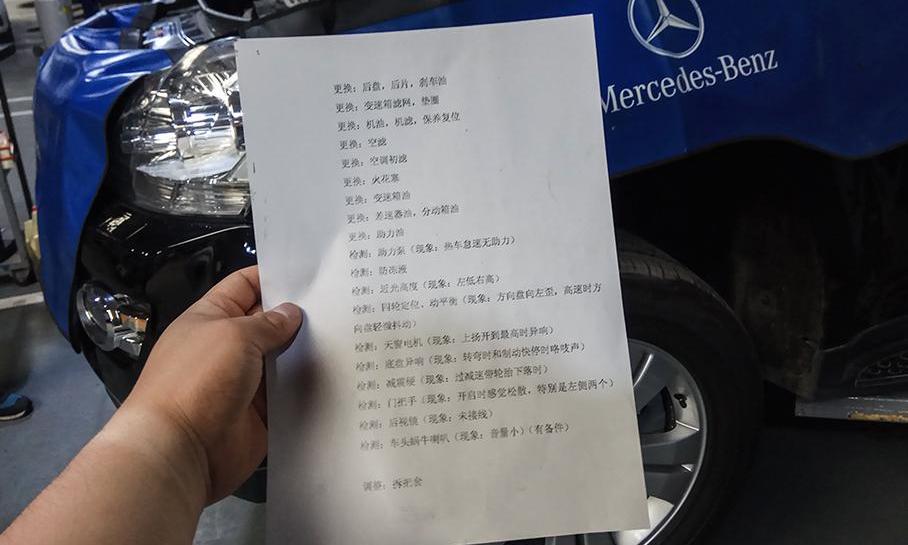 Mercedes-Benz
更换：后盘，后片，刹车油
更换：变速箱滤网，垫圈
更换：机油，机滤，保养复位
更换：空滤
更换：空调初滤
更换：火花塞
更换：变速箱油
更换：差速器油，分动箱油
更换：助力油
检测：助力泵（现象：热车怠速无助力）
检测：防冻液
检测：近光高度（现象：左低右高）
检测：四轮定位、动平衡（现象：方向盘向左歪，高速时方
向盘轻微抖动）
检测：天窗电机（现象：上扬开到最高时异响）
检测：底盘异响（现象：转弯时和制动快停时咯吱声）
检测：减震硬（现象：过减速带轮胎下落时）
检测：门把手（现象：开启时感觉松散，特别是左侧两个）
检测：后视镜（现象：未接线）
检测：车头蜗牛喇叭（现象：音量小）（有备件）
调整：拆把套